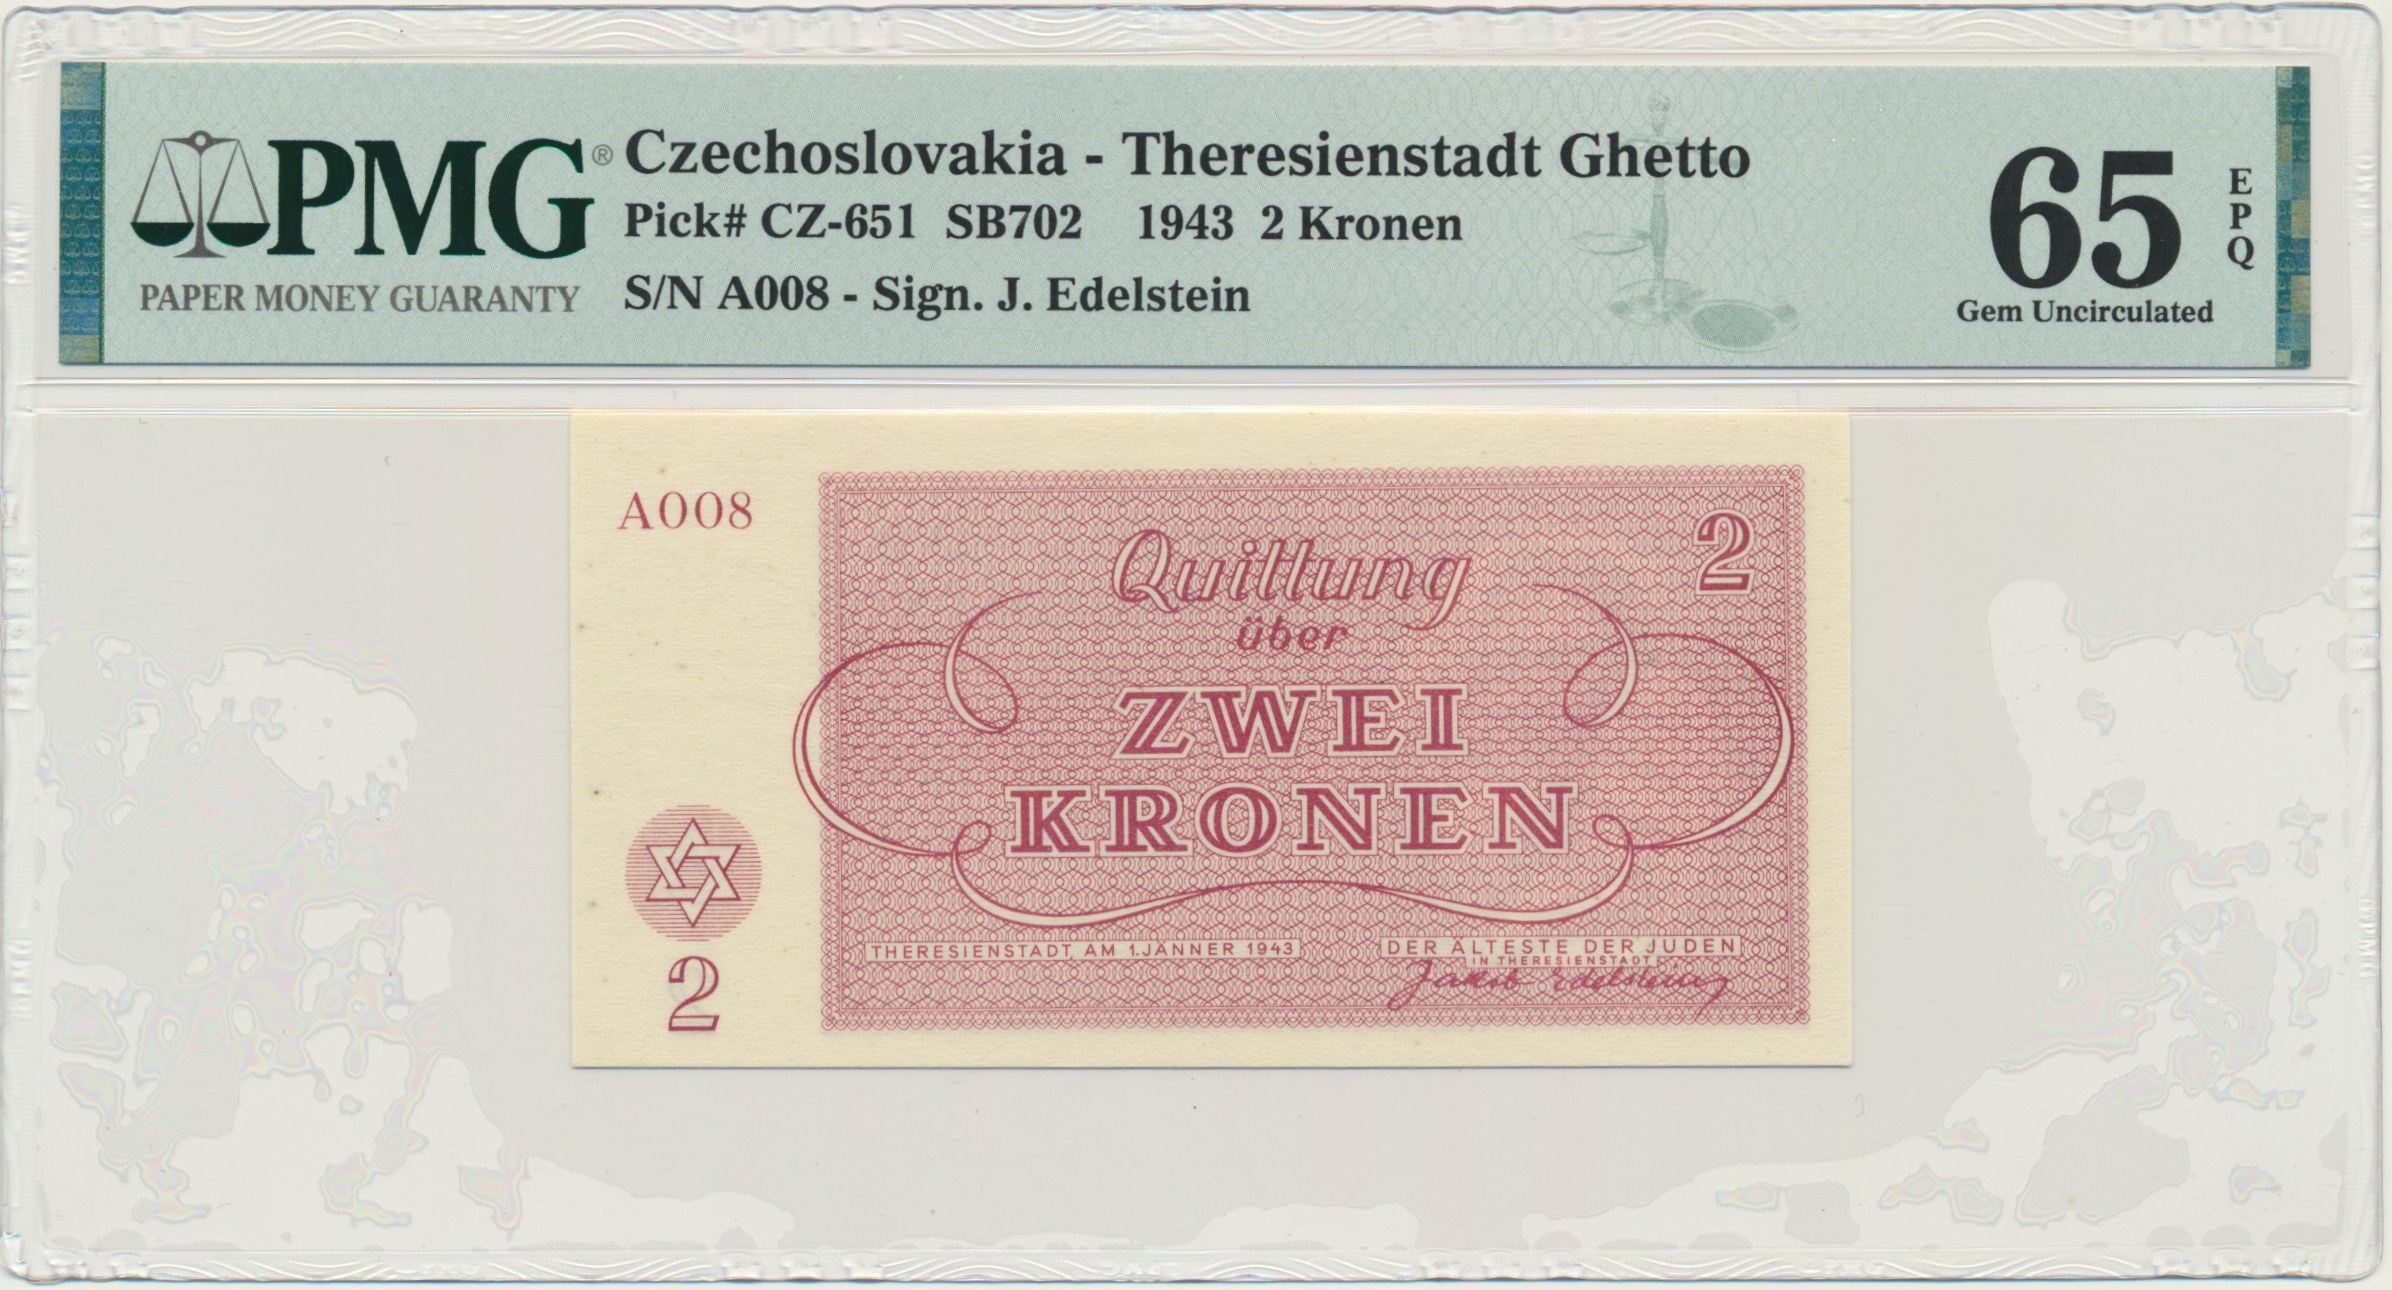 PMG®
PAPER MONEY GUARANTY
Czechoslovakia - Theresienstadt Ghetto
Pick# CZ-651 SB702 1943 2 Kronen
S/N A008 - Sign. J. Edelstein
65
EPQ
Gem Uncirculated
A008
2
Quittung
über
ZWEI
KRONEN
2
THERESIENSTADT, AM 1. JÄNNER 1943
DER ÄLTESTE DER JUDEN
IN THERESIENSTADT
Jakob Edelstein